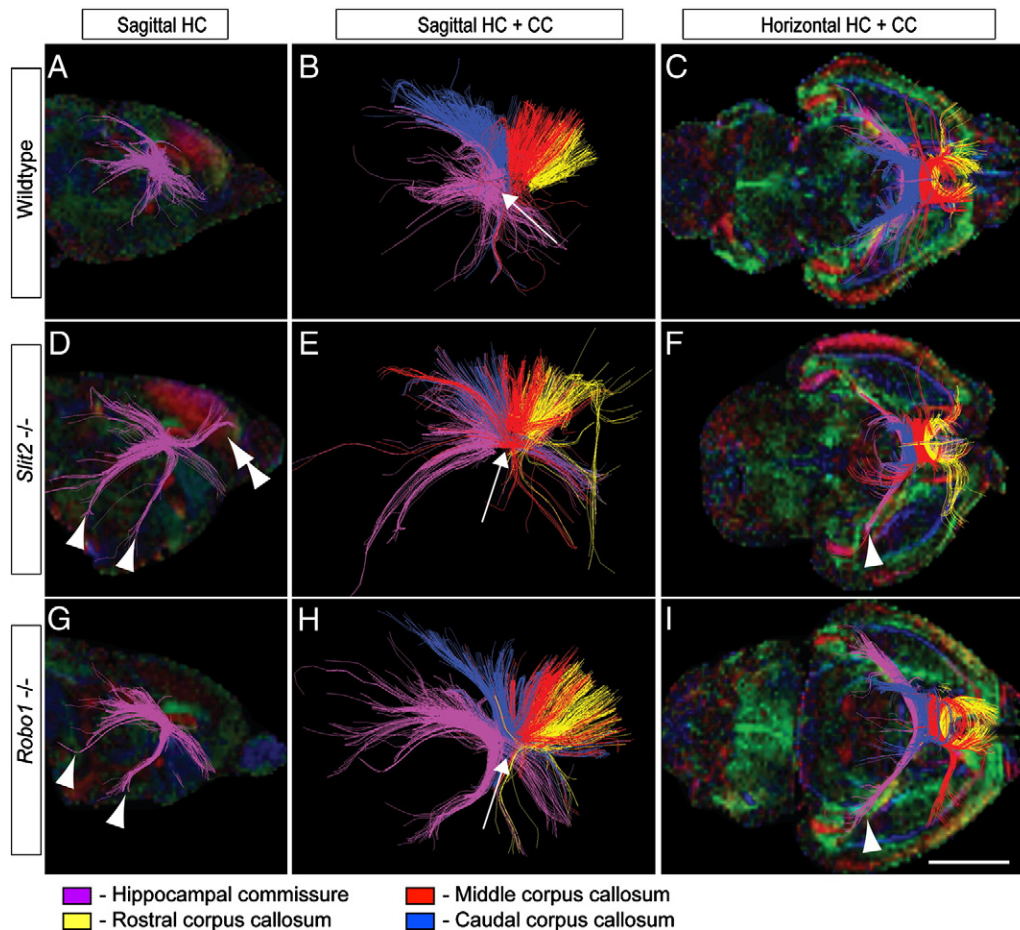 Sagittal HC
Sagittal HC + CC
Horizontal HC + CC
Wildtype
A
B
C
Slit2 -/-
D
E
F
Robo1 -/-
G
H
I
- Hippocampal commissure
- Middle corpus callosum
- Rostral corpus callosum
- Caudal corpus callosum